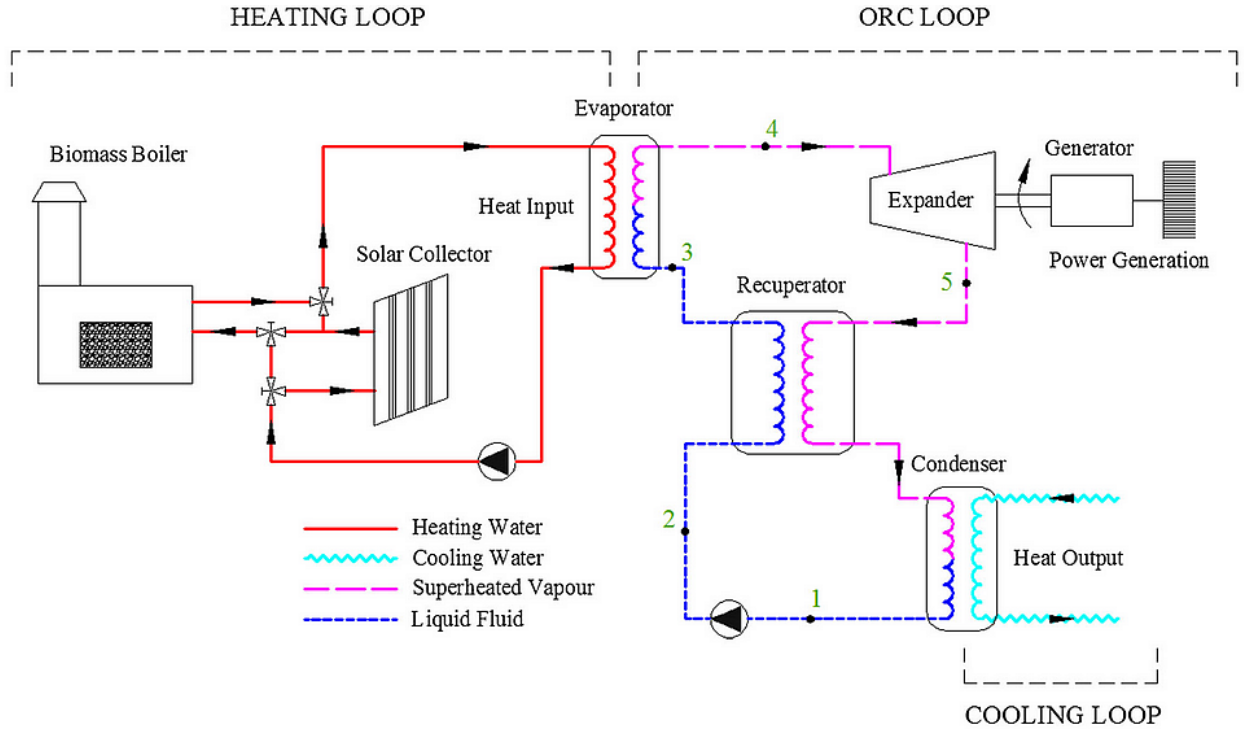 HEATING LOOP
ORC LOOP
Evaporator
4
Biomass Boiler
Generator
Heat Input
Expander
Solar Collector
3
Power Generation
5
Recuperator
Condenser
2
Heating Water
Cooling Water
Heat Output
Superheated Vapour
1
Liquid Fluid
COOLING LOOP